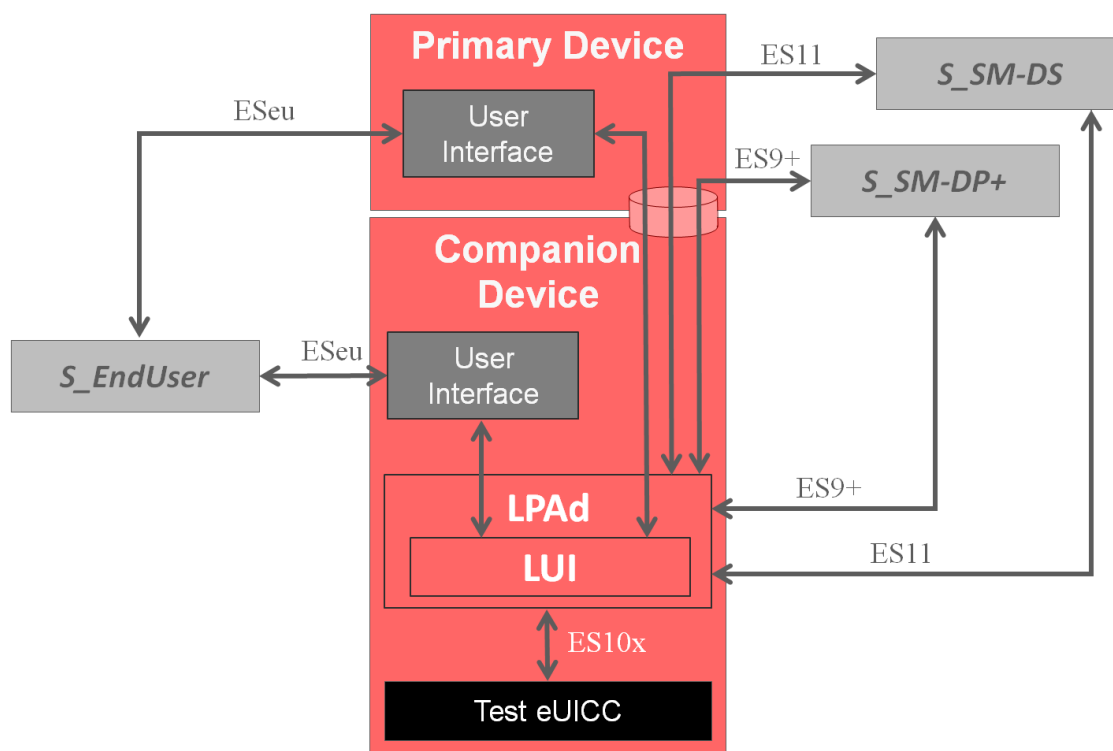 Primary Device
ES11
S_SM-DS
ESeu
User
Interface
ES9+
S_SM-DP+
Companion
Device
S_EndUser
ESeu
User
Interface
LPAd
ES9+
LUI
ES11
ES10x
Test eUICC